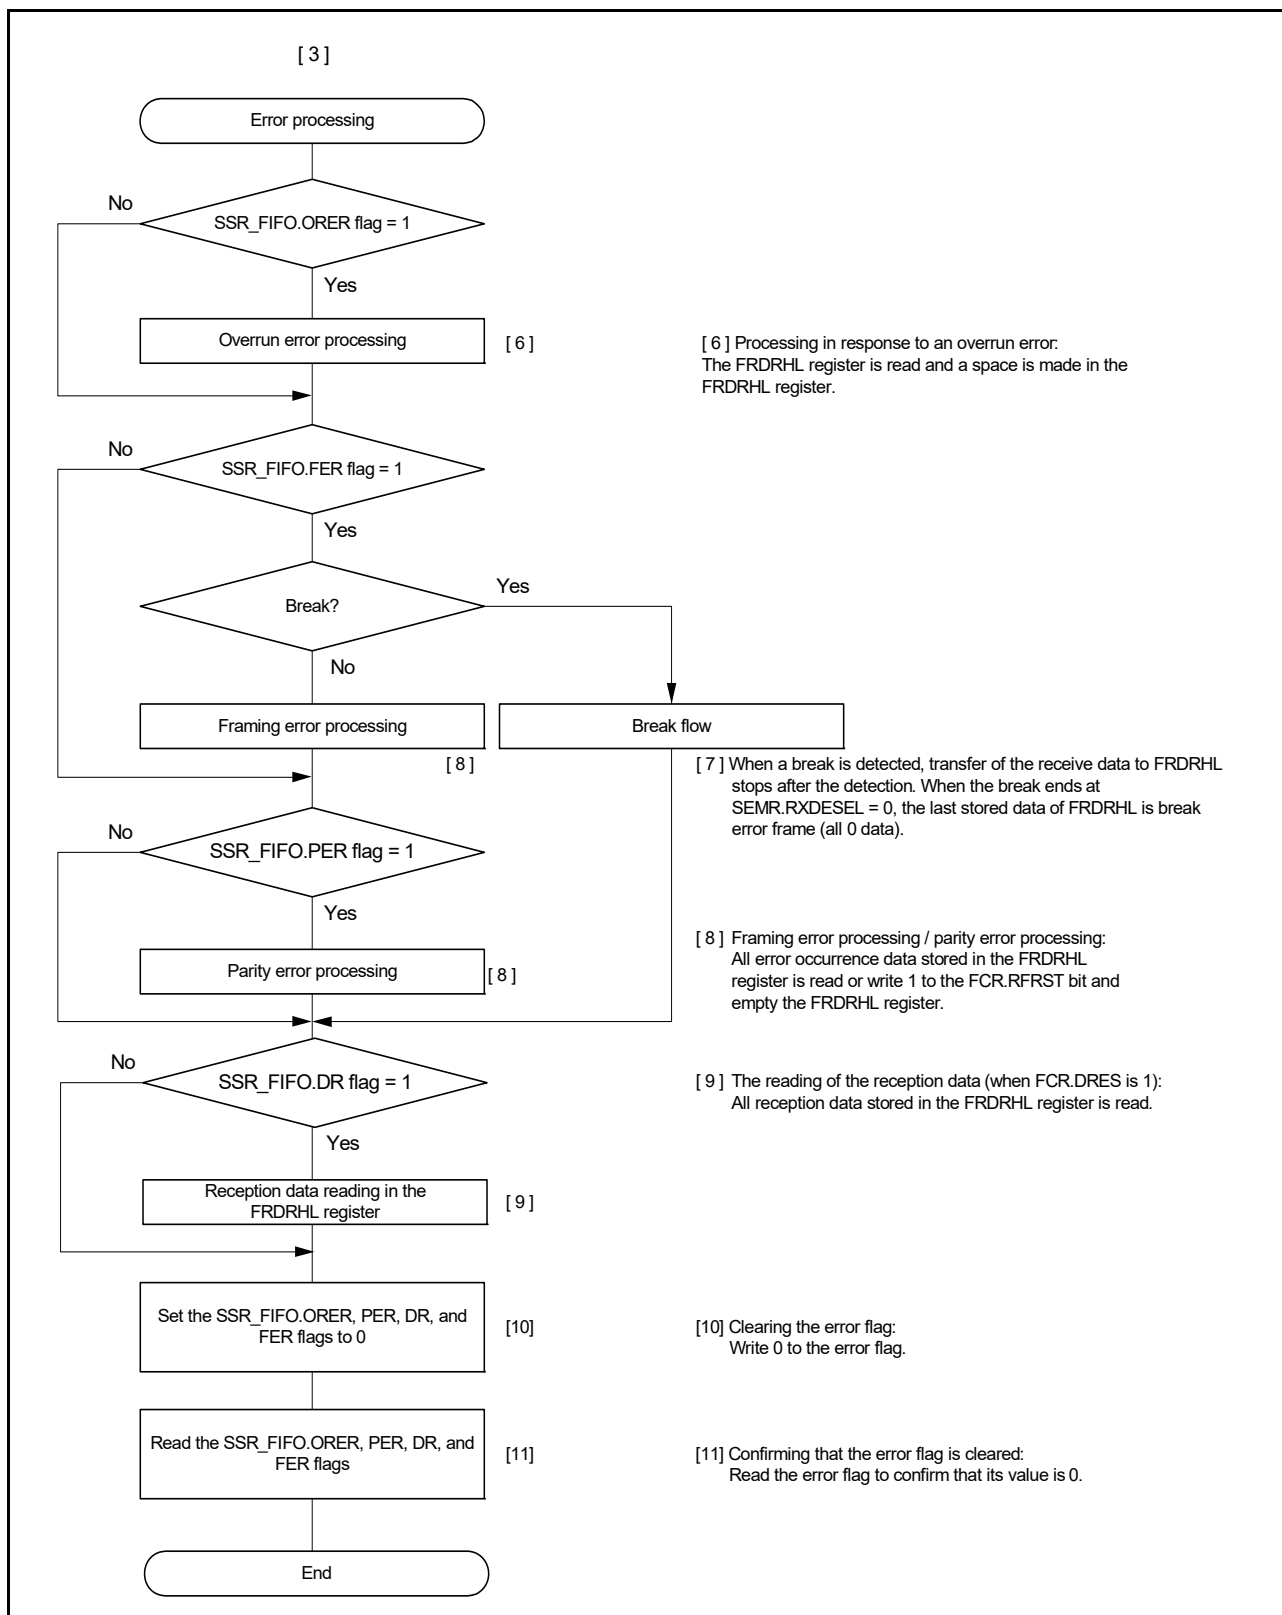 [ 3 ]
Error processing
No
SSR_FIFO.ORER flag = 1
Yes
Overrun error processing
[ 6 ]
[ 6 ] Processing in response to an overrun error:
The FRDRHL register is read and a space is made in the
FRDRHL register.
No
SSR_FIFO.FER flag = 1
Yes
Break?
Yes
No
Framing error processing
Break flow
[ 8 ]
[ 7 ] When a break is detected, transfer of the receive data to FRDRHL
stops after the detection. When the break ends at
SEMR.RXDESEL = 0, the last stored data of FRDRHL is break
error frame (all 0 data).
No
SSR_FIFO.PER flag = 1
Yes
Parity error processing
[ 8 ]
[ 8 ] Framing error processing / parity error processing:
All error occurrence data stored in the FRDRHL
register is read or write 1 to the FCR.RFRST bit and
empty the FRDRHL register.
No
SSR_FIFO.DR flag = 1
Yes
[ 9 ] The reading of the reception data (when FCR.DRES is 1):
All reception data stored in the FRDRHL register is read.
Reception data reading in the
FRDRHL register
[ 9 ]
Set the SSR_FIFO.ORER, PER, DR, and
FER flags to 0
[10]
[10] Clearing the error flag:
Write 0 to the error flag.
Read the SSR_FIFO.ORER, PER, DR, and
FER flags
[11]
[11] Confirming that the error flag is cleared:
Read the error flag to confirm that its value is 0.
End